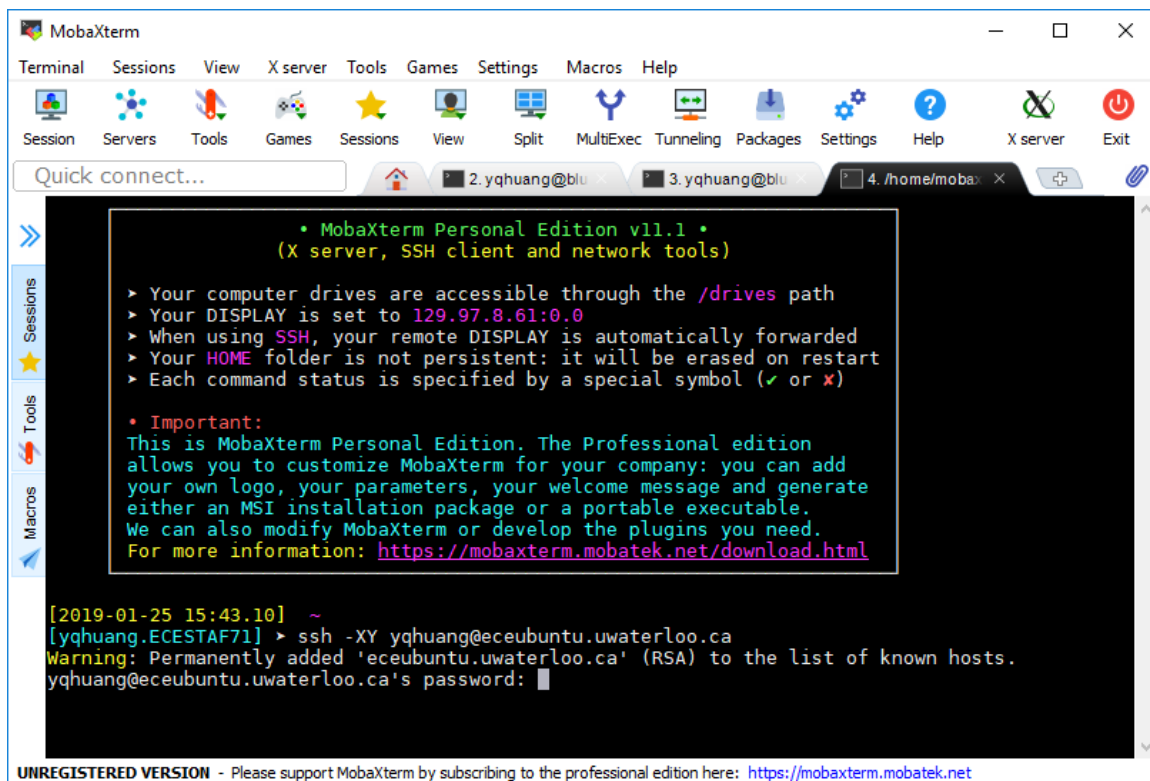 MobaXterm
Terminal Sessions View X server Tools Games Settings Macros Help
Session Servers Tools Games Sessions View Split MultiExec Tunneling Packages Settings Help X server Exit
Quick connect...
2. yqhuang@blu
3. yqhuang@blu
4. /home/mobax
Sessions
Tools
Macros
• MobaXterm Personal Edition v11.1 •
(X server, SSH client and network tools)
➤ Your computer drives are accessible through the /drives path
➤ Your DISPLAY is set to 129.97.8.61:0.0
➤ When using SSH, your remote DISPLAY is automatically forwarded
➤ Your HOME folder is not persistent: it will be erased on restart
➤ Each command status is specified by a special symbol (✔ or ✘)
• Important:
This is MobaXterm Personal Edition. The Professional edition
allows you to customize MobaXterm for your company: you can add
your own logo, your parameters, your welcome message and generate
either an MSI installation package or a portable executable.
We can also modify MobaXterm or develop the plugins you need.
For more information: https://mobaxterm.mobatek.net/download.html
[2019-01-25 15:43.10] ~
[yqhuang.ECESTAF71] ➤ ssh -XY yqhuang@eceubuntu.uwaterloo.ca
Warning: Permanently added 'eceubuntu.uwaterloo.ca' (RSA) to the list of known hosts.
yqhuang@eceubuntu.uwaterloo.ca's password:
UNREGISTERED VERSION - Please support MobaXterm by subscribing to the professional edition here: https://mobaxterm.mobatek.net